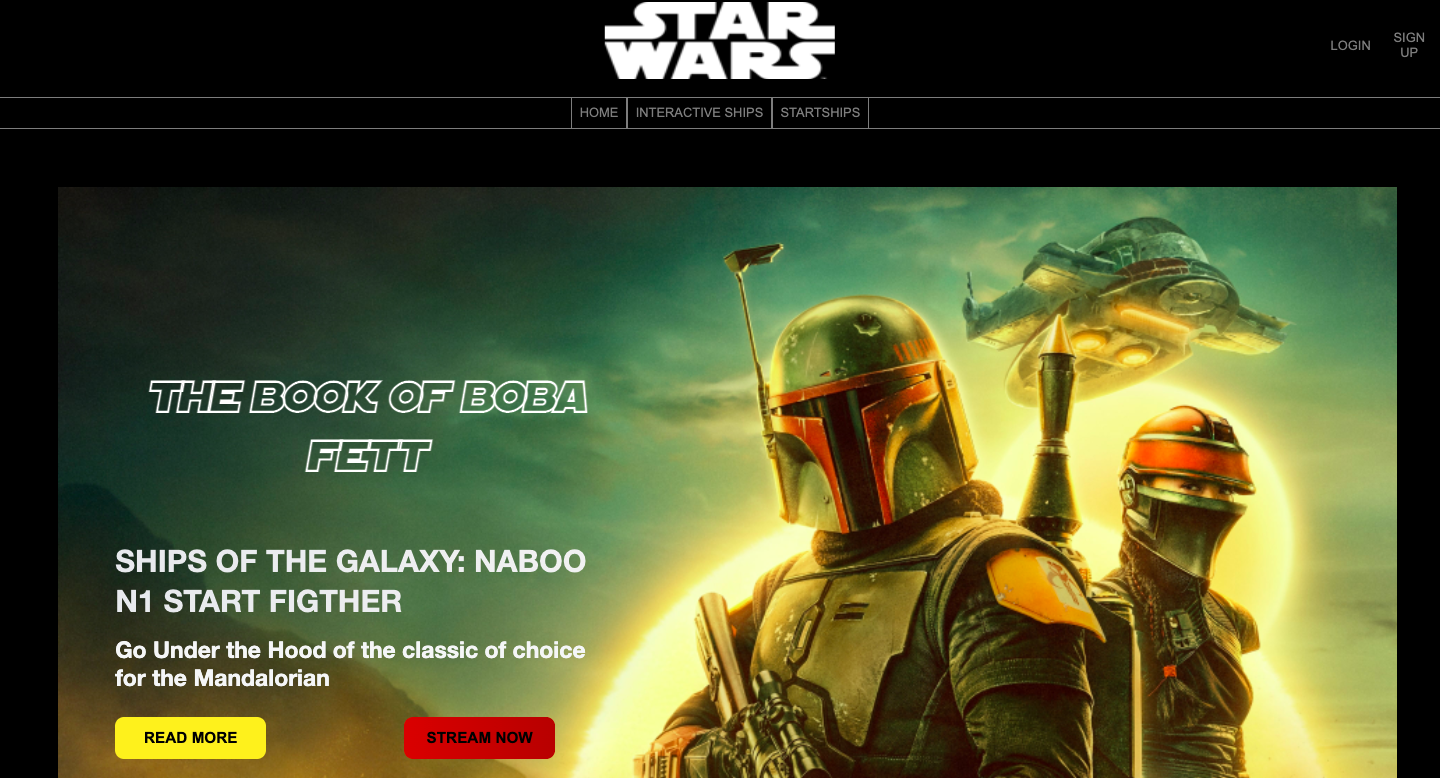 STAR
WARS
LOGIN
SIGN
UP
HOME
INTERACTIVE SHIPS
STARTSHIPS
THE BOOK OF BOBA
FETT
SHIPS OF THE GALAXY: NABOO
N1 START FIGTHER
Go Under the Hood of the classic of choice
for the Mandalorian
READ MORE
STREAM NOW